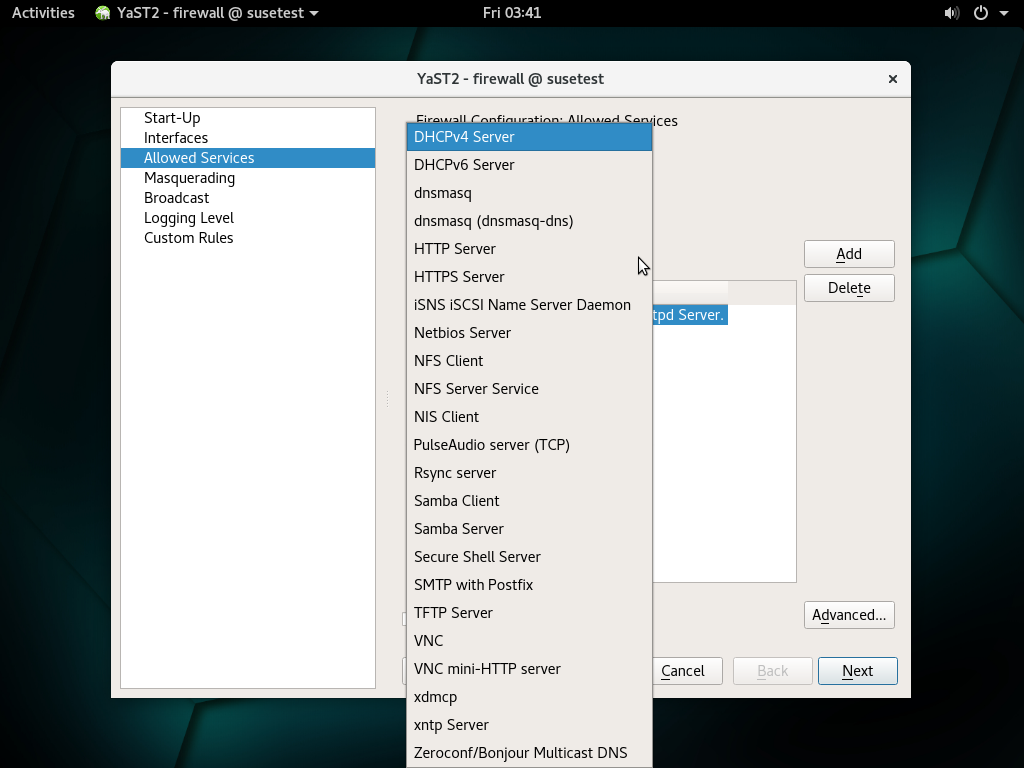 Activities
YaST2 - firewall @ susetest
Fri 03:41
YaST2 - firewall @ susetest
Start-Up
Interfaces
Allowed Services
Masquerading
Broadcast
Logging Level
Custom Rules
Firewall Configuration: Allowed Services
DHCPv4 Server
DHCPv6 Server
dnsmasq
dnsmasq (dnsmasq-dns)
HTTP Server
HTTPS Server
iSNS iSCSI Name Server Daemon
Netbios Server
NFS Client
NFS Server Service
NIS Client
PulseAudio server (TCP)
Rsync server
Samba Client
Samba Server
Secure Shell Server
SMTP with Postfix
TFTP Server
VNC
VNC mini-HTTP server
xdmcp
xntp Server
Zeroconf/Bonjour Multicast DNS
tpd Server.
Add
Delete
Advanced...
Cancel
Back
Next